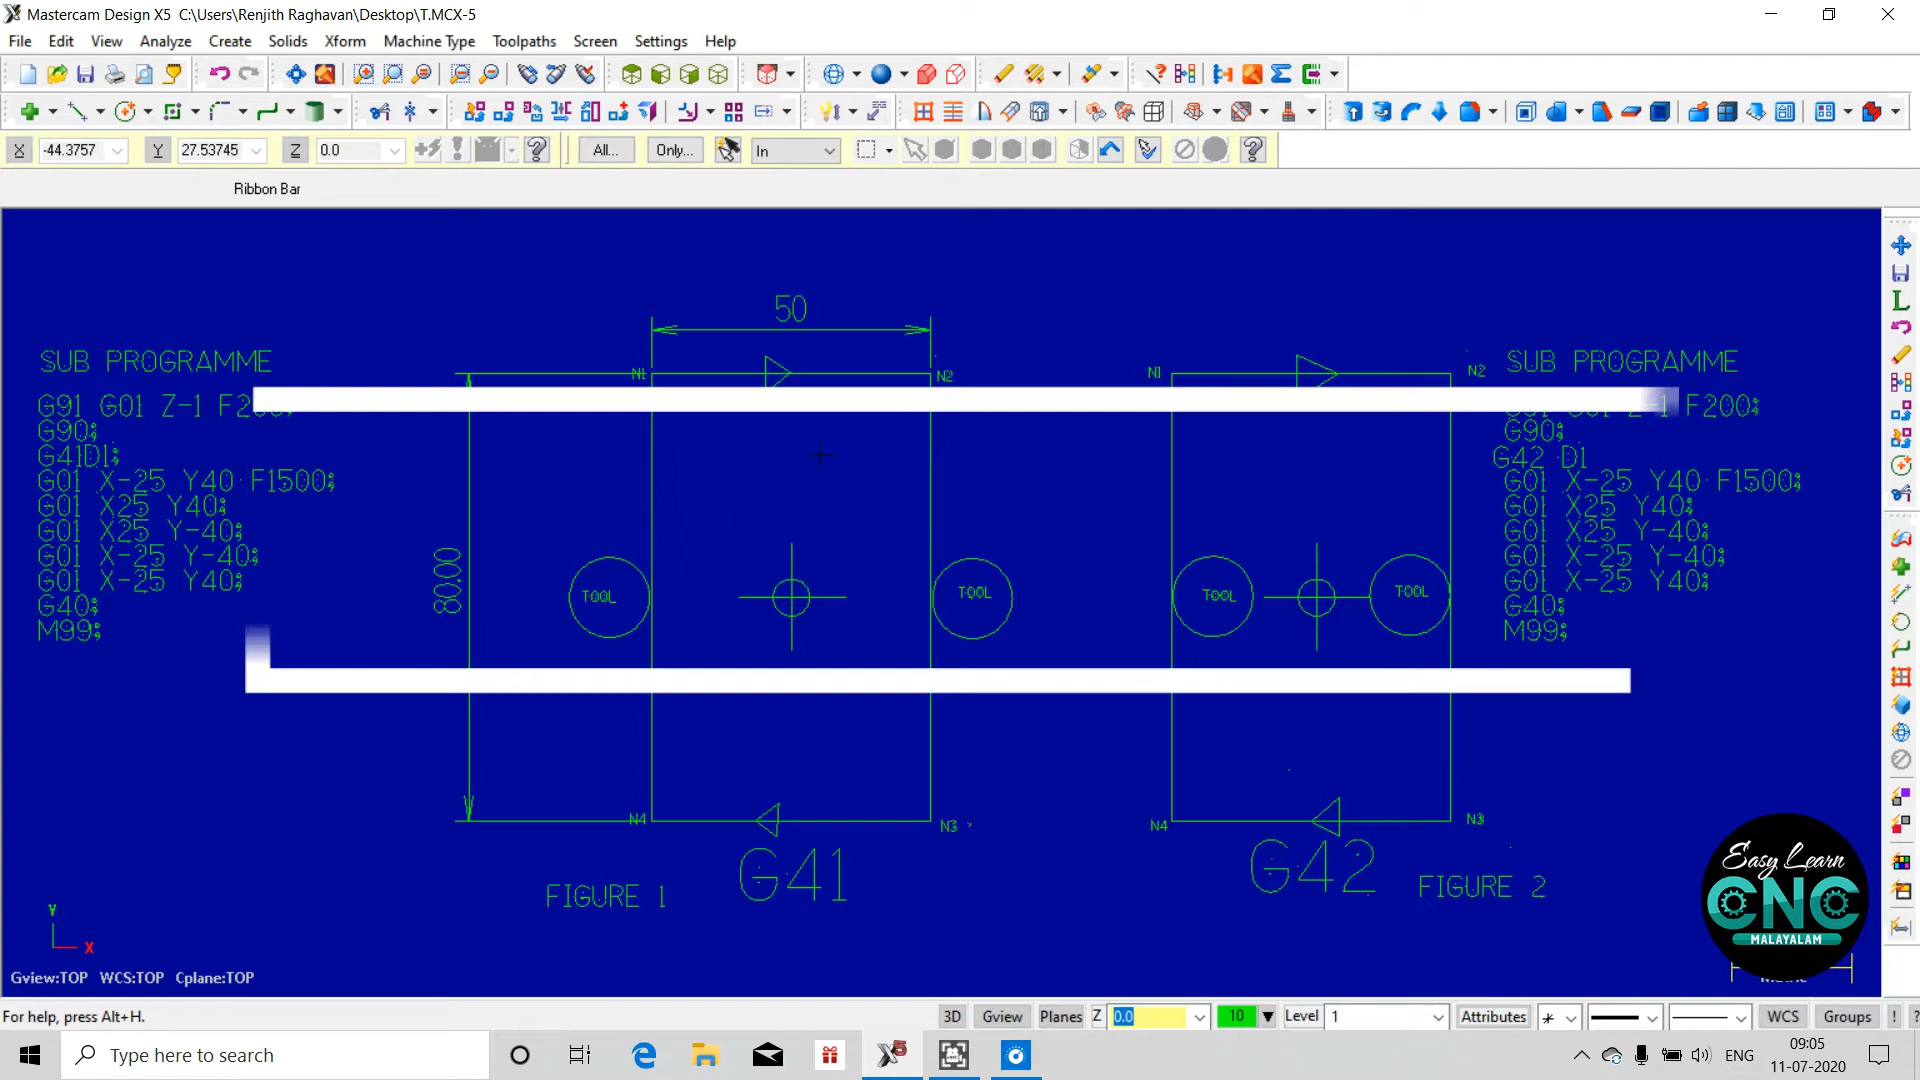 Mastercam Design X5 C:\Users\Renjith Raghavan\Desktop\T.MCX-5
File Edit View Analyze Create Solids Xform Machine Type Toolpaths Screen Settings Help
X -44.3757 Y 27.53745 Z 0.0 All... Only... In
Ribbon Bar
50
SUB PROGRAMME
G91 G01 Z-1
G90;
G41D1;
G01 X-25 Y40 F1500;
G01 X25 Y40;
G01 X25 Y-40;
G01 X-25 Y-40;
G01 X-25 Y40;
G40;
M99;
80.00
N1
N2
TOOL
TOOL
N4
N3
G41
FIGURE 1
N1
N2
TOOL
TOOL
N4
N3
G42
FIGURE 2
SUB PROGRAMME
F200;
G90;
G42 D1
G01 X-25 Y40 F1500;
G01 X25 Y40;
G01 X25 Y-40;
G01 X-25 Y-40;
G01 X-25 Y40;
G40;
M99;
Easy Learn
CNC
MALAYALAM
Y
X
Gview:TOP WCS:TOP Cplane:TOP
For help, press Alt+H.
3D Gview Planes Z 0.0 10 Level 1 Attributes WCS Groups ! ?
Type here to search
X5
ENG
09:05
11-07-2020